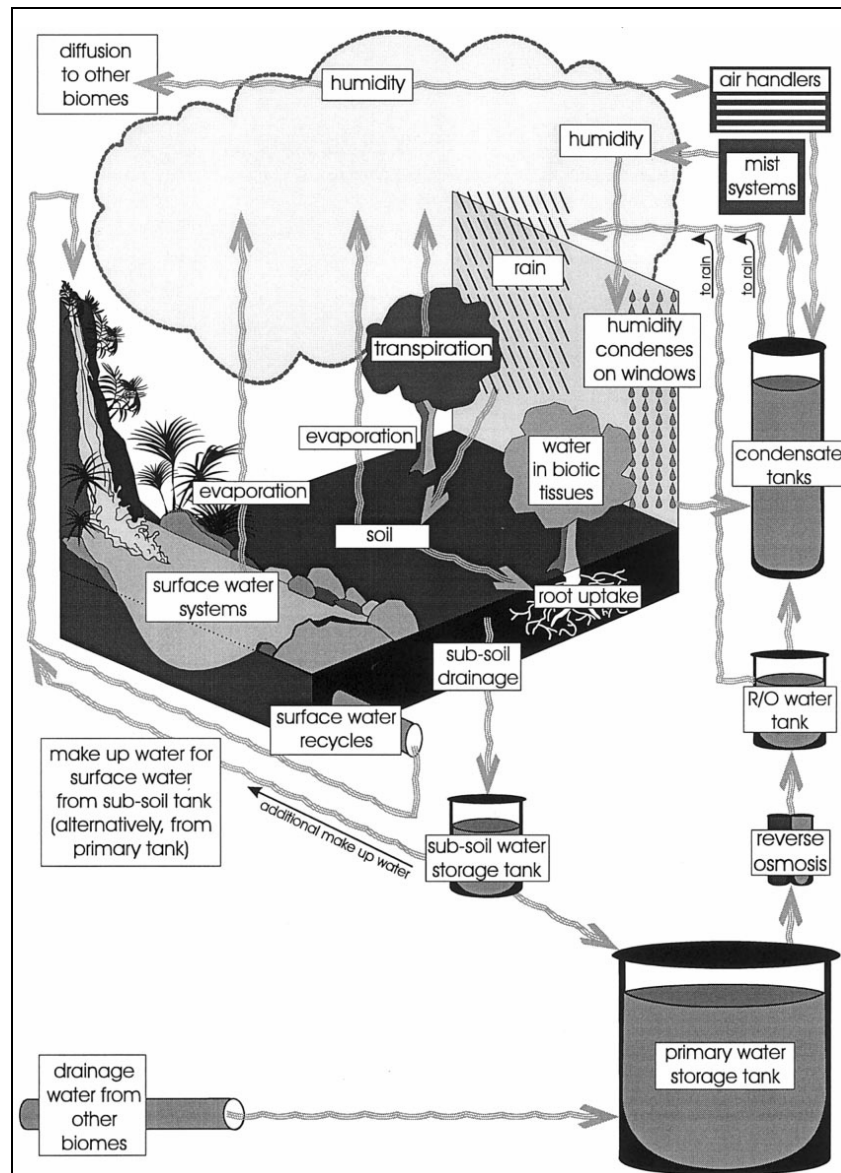 diffusion
to other
biomes
humidity
air handlers
humidity
mist
systems
to rain
to rain
rain
humidity
condenses
on windows
transpiration
condensate
tanks
evaporation
water
in biotic
tissues
evaporation
soil
surface water
systems
root uptake
sub-soil
drainage
R/O water
tank
surface water
recycles
make up water for
surface water
from sub-soil tank
(alternatively, from
primary tank)
additional make up water
sub-soil water
storage tank
reverse
osmosis
primary water
storage tank
drainage
water from
other
biomes